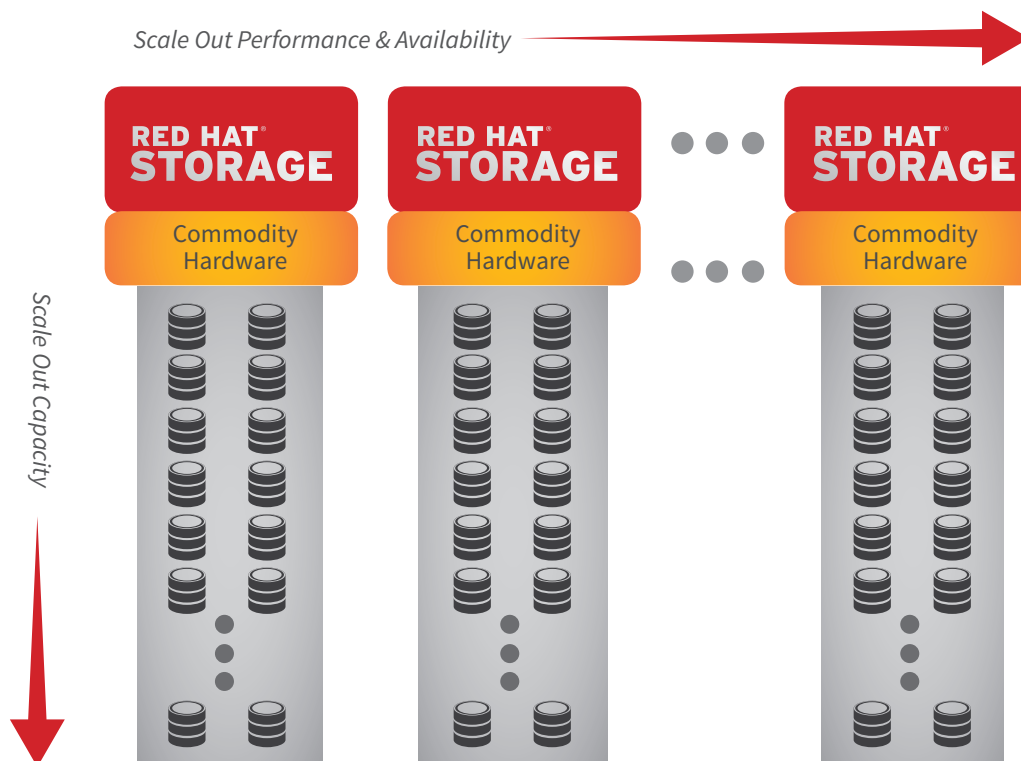 Scale Out Performance & Availability
RED HAT®
STORAGE
RED HAT®
STORAGE
RED HAT®
STORAGE
Commodity
Hardware
Commodity
Hardware
Commodity
Hardware
Scale Out Capacity